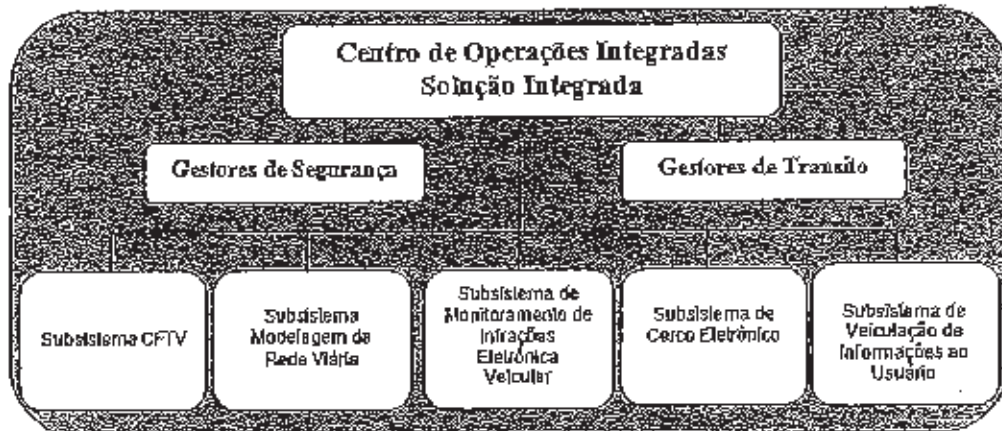 Centro de Operações Integradas
Solução Integrada
Gestores de Segurança
Gestores de Transito
Subsistema CFTV
Subsistema
Modelagem da
Rede Viária
Subsistema de
Monitoramento de
Infrações
Eletrônica
Veicular
Subsistema de
Cerco Eletrônico
Subsistema de
Veiculação de
Informações ao
Usuário